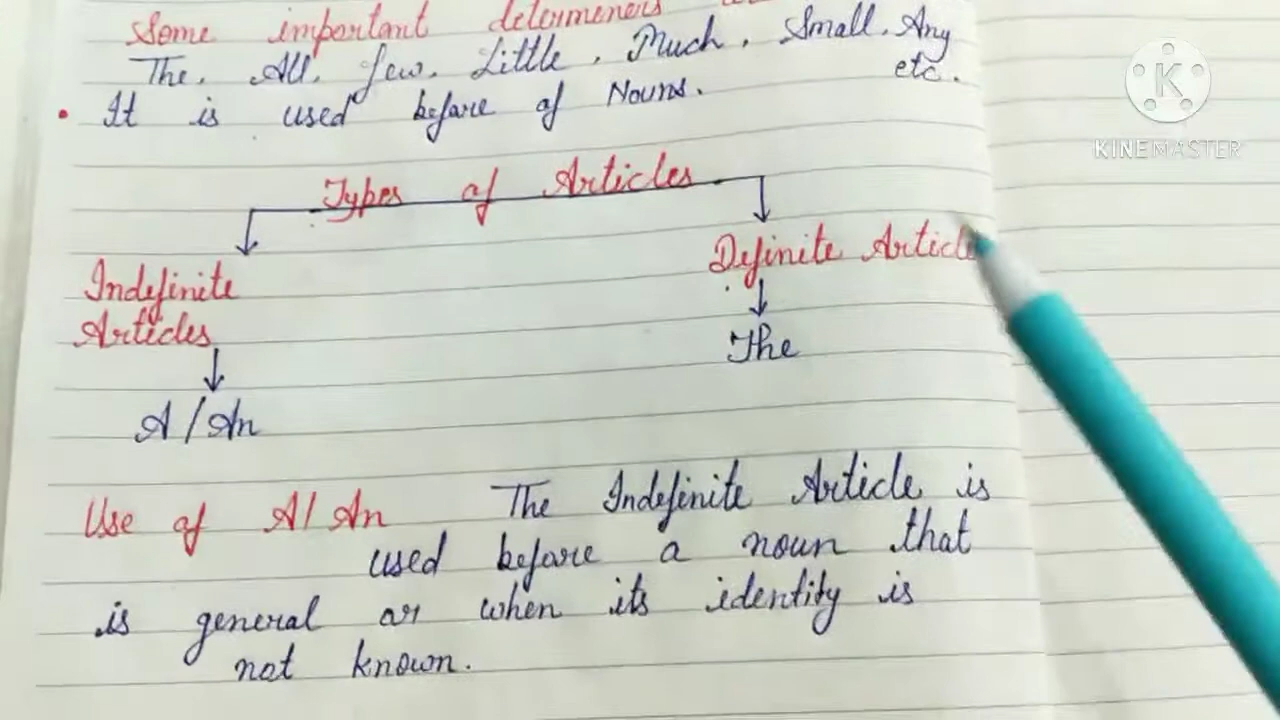 Some important determeners
The, All, few, Little, Much, Small, Any
etc.
• It is used before of Nouns.
Types of Articles
Indefinite Definite Article
Articles
The
A/An
Use of A/An The Indefinite Article is
used before a noun that
is general or when its identity is
not known.
K
KINEMASTER